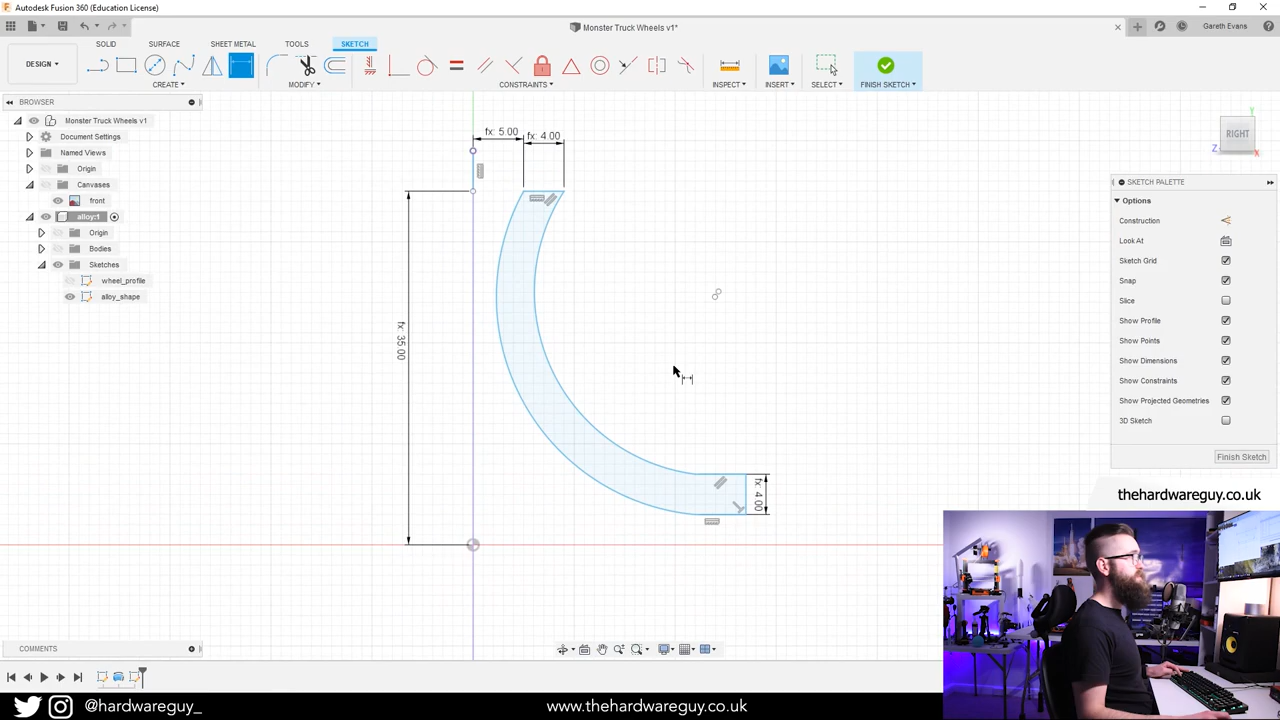 Autodesk Fusion 360 (Education License)
Monster Truck Wheels v1*
Gareth Evans
SOLID
SURFACE
SHEET METAL
TOOLS
SKETCH
DESIGN
CREATE
MODIFY
CONSTRAINTS
INSPECT
INSERT
SELECT
FINISH SKETCH
BROWSER
Monster Truck Wheels v1
Document Settings
Named Views
Origin
Canvases
front
alloy:1
Origin
Bodies
Sketches
wheel_profile
alloy_shape
fx: 5.00
fx: 4.00
fx: 35.00
fx: 4.00
Y
RIGHT
Z
X
SKETCH PALETTE
Options
Construction
Look At
Sketch Grid
Snap
Slice
Show Profile
Show Points
Show Dimensions
Show Constraints
Show Projected Geometries
3D Sketch
Finish Sketch
thehardwareguy.co.uk
COMMENTS
@hardwareguy_
www.thehardwareguy.co.uk